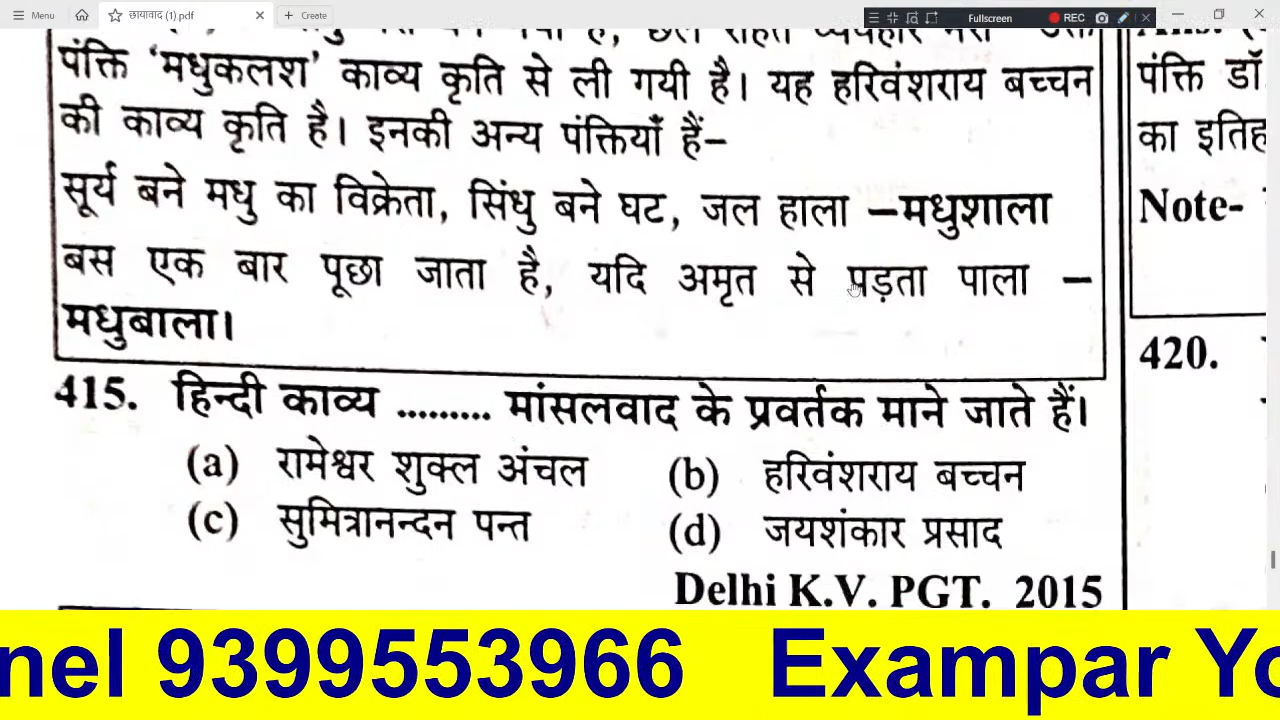 Menu
छायावाद (1).pdf
Create
Fullscreen
REC
पंक्ति ‘मधुकलश’ काव्य कृति से ली गयी है। यह हरिवंशराय बच्चन
की काव्य कृति है। इनकी अन्य पंक्तियाँ हैं–
सूर्य बने मधु का विक्रेता, सिंधु बने घट, जल हाला –मधुशाला
बस एक बार पूछा जाता है, यदि अमृत से पड़ता पाला –
मधुबाला।
415. हिन्दी काव्य .......... मांसलवाद के प्रवर्तक माने जाते हैं।
(a) रामेश्वर शुक्ल अंचल (b) हरिवंशराय बच्चन
(c) सुमित्रानन्दन पन्त (d) जयशंकार प्रसाद
Delhi K.V. PGT. 2015
पंक्ति डॉ
का इतिह
Note-
420.
nel 9399553966 Exampar Yo